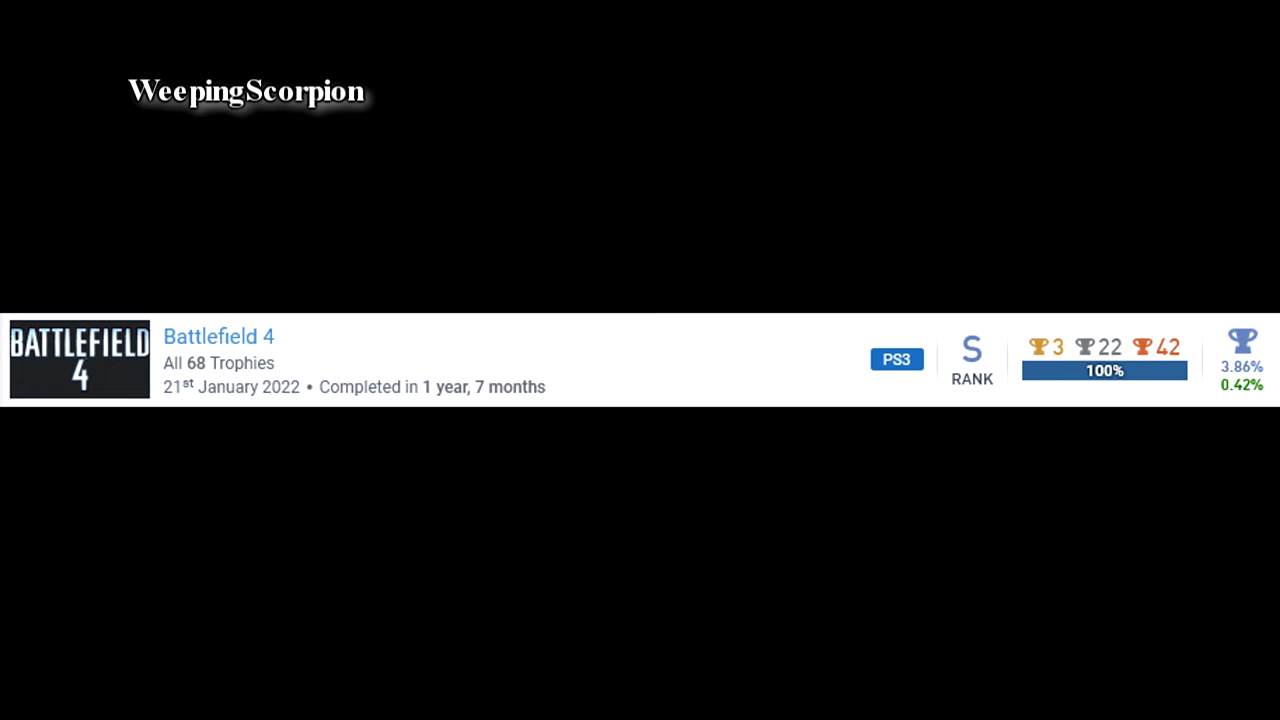 WeepingScorpion
BATTLEFIELD
4
Battlefield 4
All 68 Trophies
21st January 2022 • Completed in 1 year, 7 months
PS3
S
RANK
3 22 42
100%
3.86%
0.42%